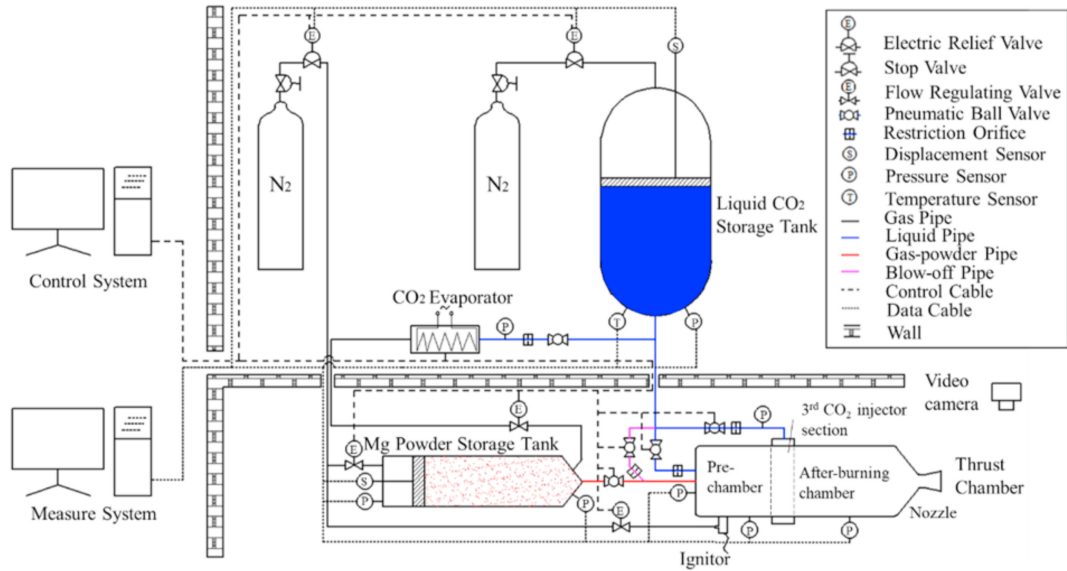 E
E
S
E
Electric Relief Valve
Stop Valve
E
Flow Regulating Valve
Pneumatic Ball Valve
Restriction Orifice
S
Displacement Sensor
P
Pressure Sensor
T
Temperature Sensor
Gas Pipe
Liquid Pipe
Gas-powder Pipe
Blow-off Pipe
Control Cable
Data Cable
Wall
N2
N2
Liquid CO2
Storage Tank
Control System
CO2 Evaporator
P
T
P
Video
camera
E
3rd CO2 injector
section
P
E
Mg Powder Storage Tank
S
P
P
E
Pre-
chamber
After-burning
chamber
Thrust
Chamber
Nozzle
P
P
P
Ignitor
Measure System